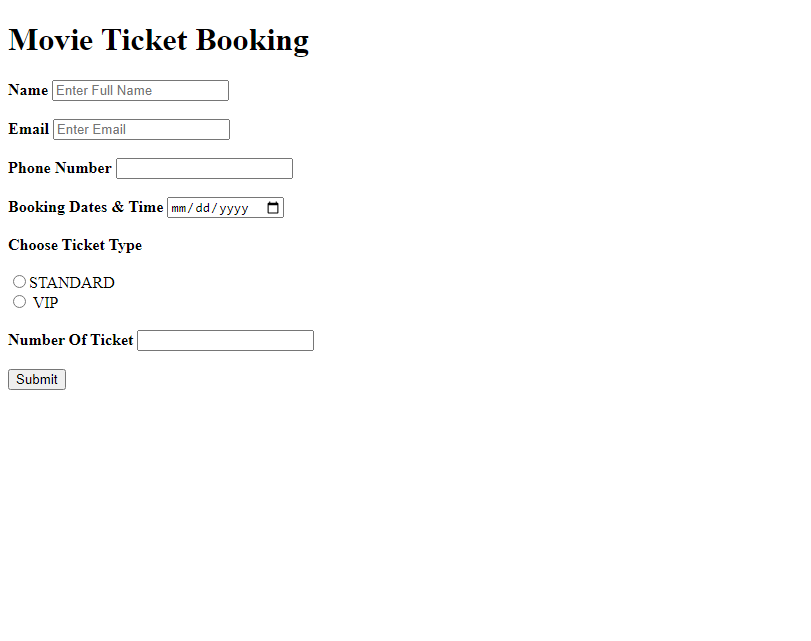 Movie Ticket Booking
Name Enter Full Name
Email Enter Email
Phone Number
Booking Dates & Time mm/dd/yyyy
Choose Ticket Type
STANDARD
VIP
Number Of Ticket
Submit